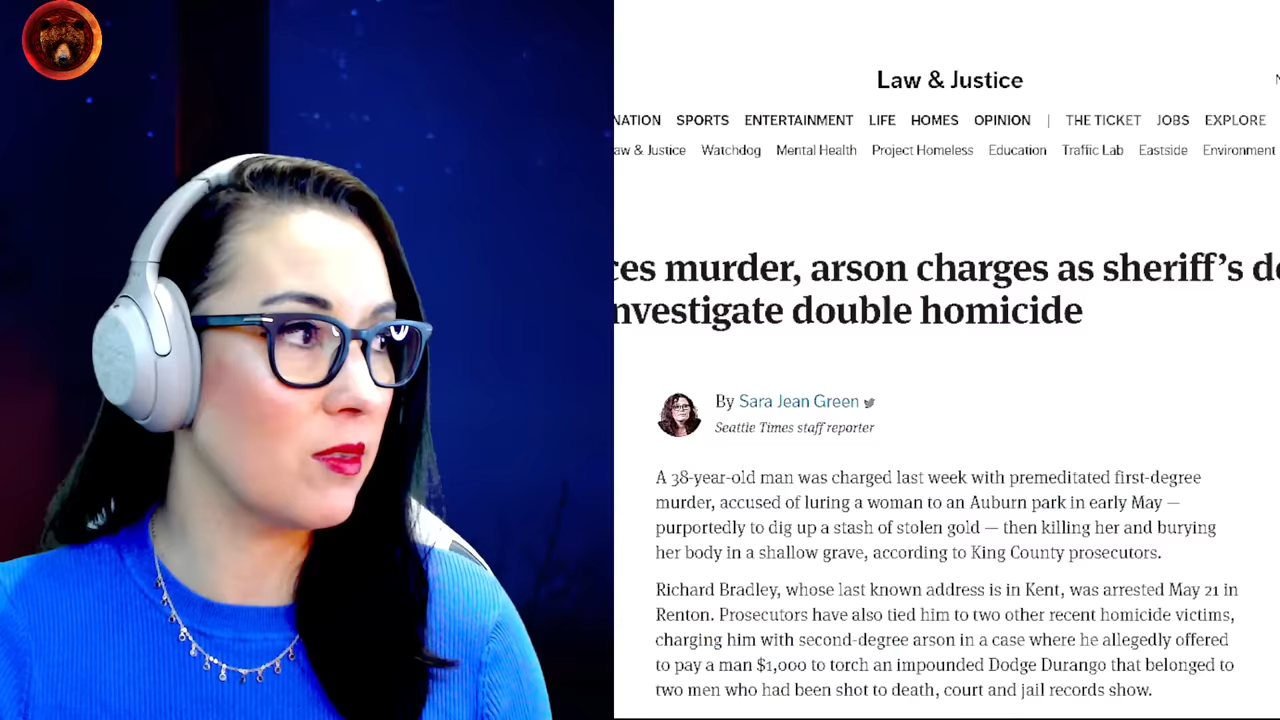 Law & Justice
NATION SPORTS ENTERTAINMENT LIFE HOMES OPINION | THE TICKET JOBS EXPLORE
aw & Justice Watchdog Mental Health Project Homeless Education Traffic Lab Eastside Environment
ces murder, arson charges as sheriff's de
nvestigate double homicide
By Sara Jean Green
Seattle Times staff reporter
A 38-year-old man was charged last week with premeditated first-degree
murder, accused of luring a woman to an Auburn park in early May —
purportedly to dig up a stash of stolen gold — then killing her and burying
her body in a shallow grave, according to King County prosecutors.
Richard Bradley, whose last known address is in Kent, was arrested May 21 in
Renton. Prosecutors have also tied him to two other recent homicide victims,
charging him with second-degree arson in a case where he allegedly offered
to pay a man $1,000 to torch an impounded Dodge Durango that belonged to
two men who had been shot to death, court and jail records show.